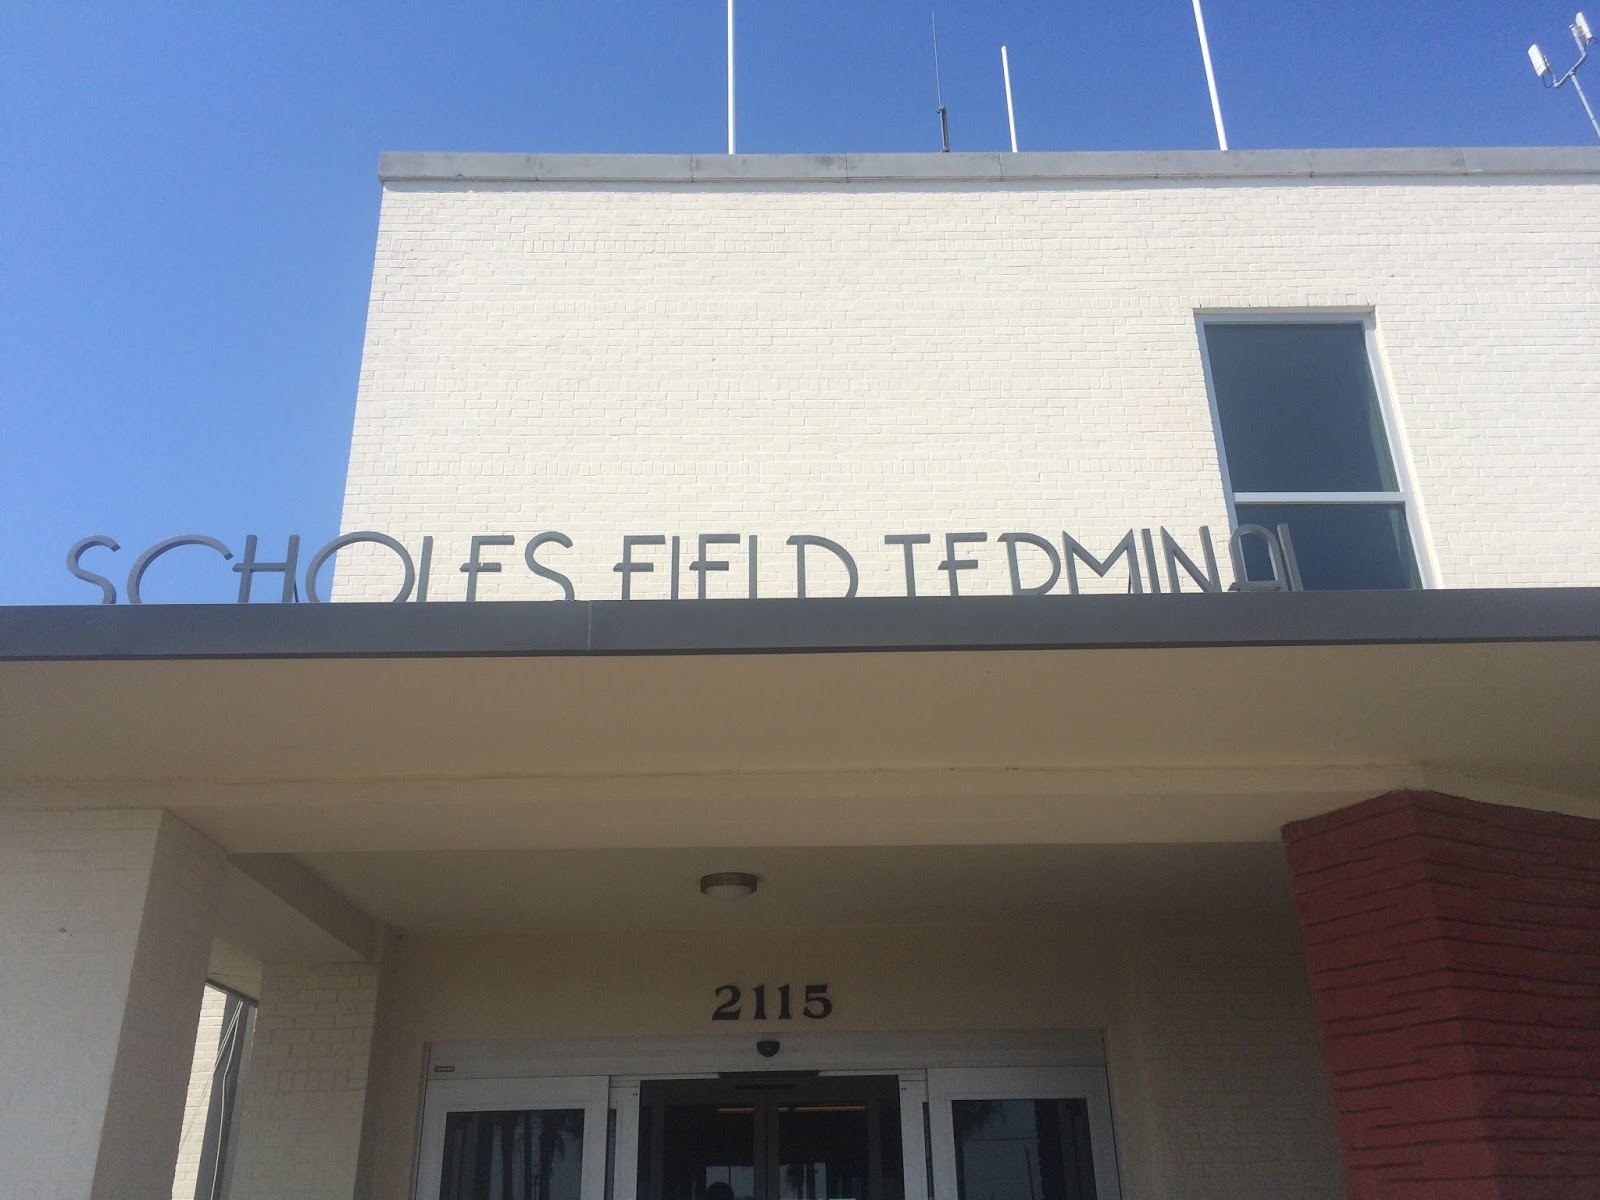 SCHOLES FIELD TERMINAL
2115